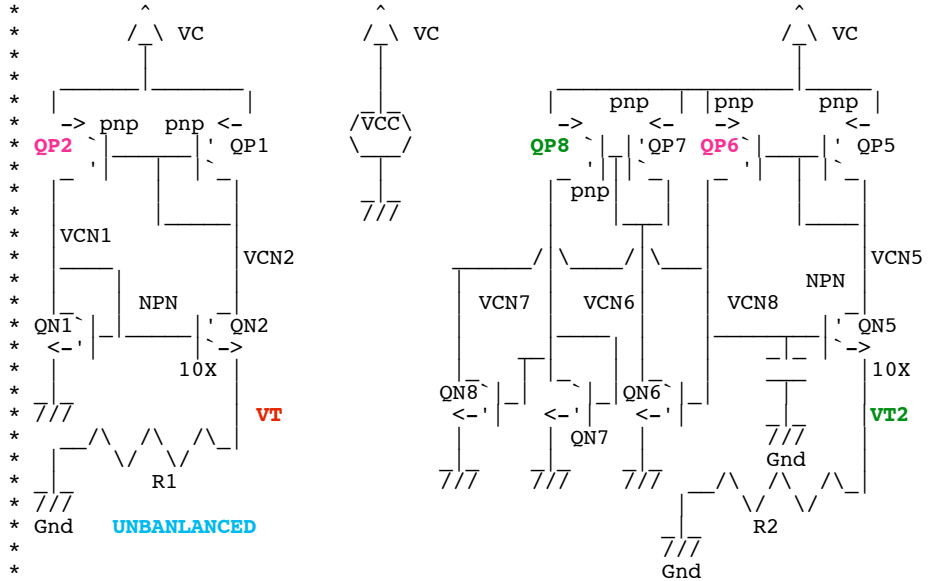 VC VC VC
pnp pnp pnp pnp
pnp pnp VCC
QP2 QP1 QP8 QP7 QP6 QP5
pnp
VCN1
VCN2 VCN5
NPN
NPN VCN7 VCN6 VCN8
QN1 QN2 QN5
10X 10X
QN8 QN6
VT VT2
QN7
Gnd
R1
Gnd UNBANLANCED R2
Gnd